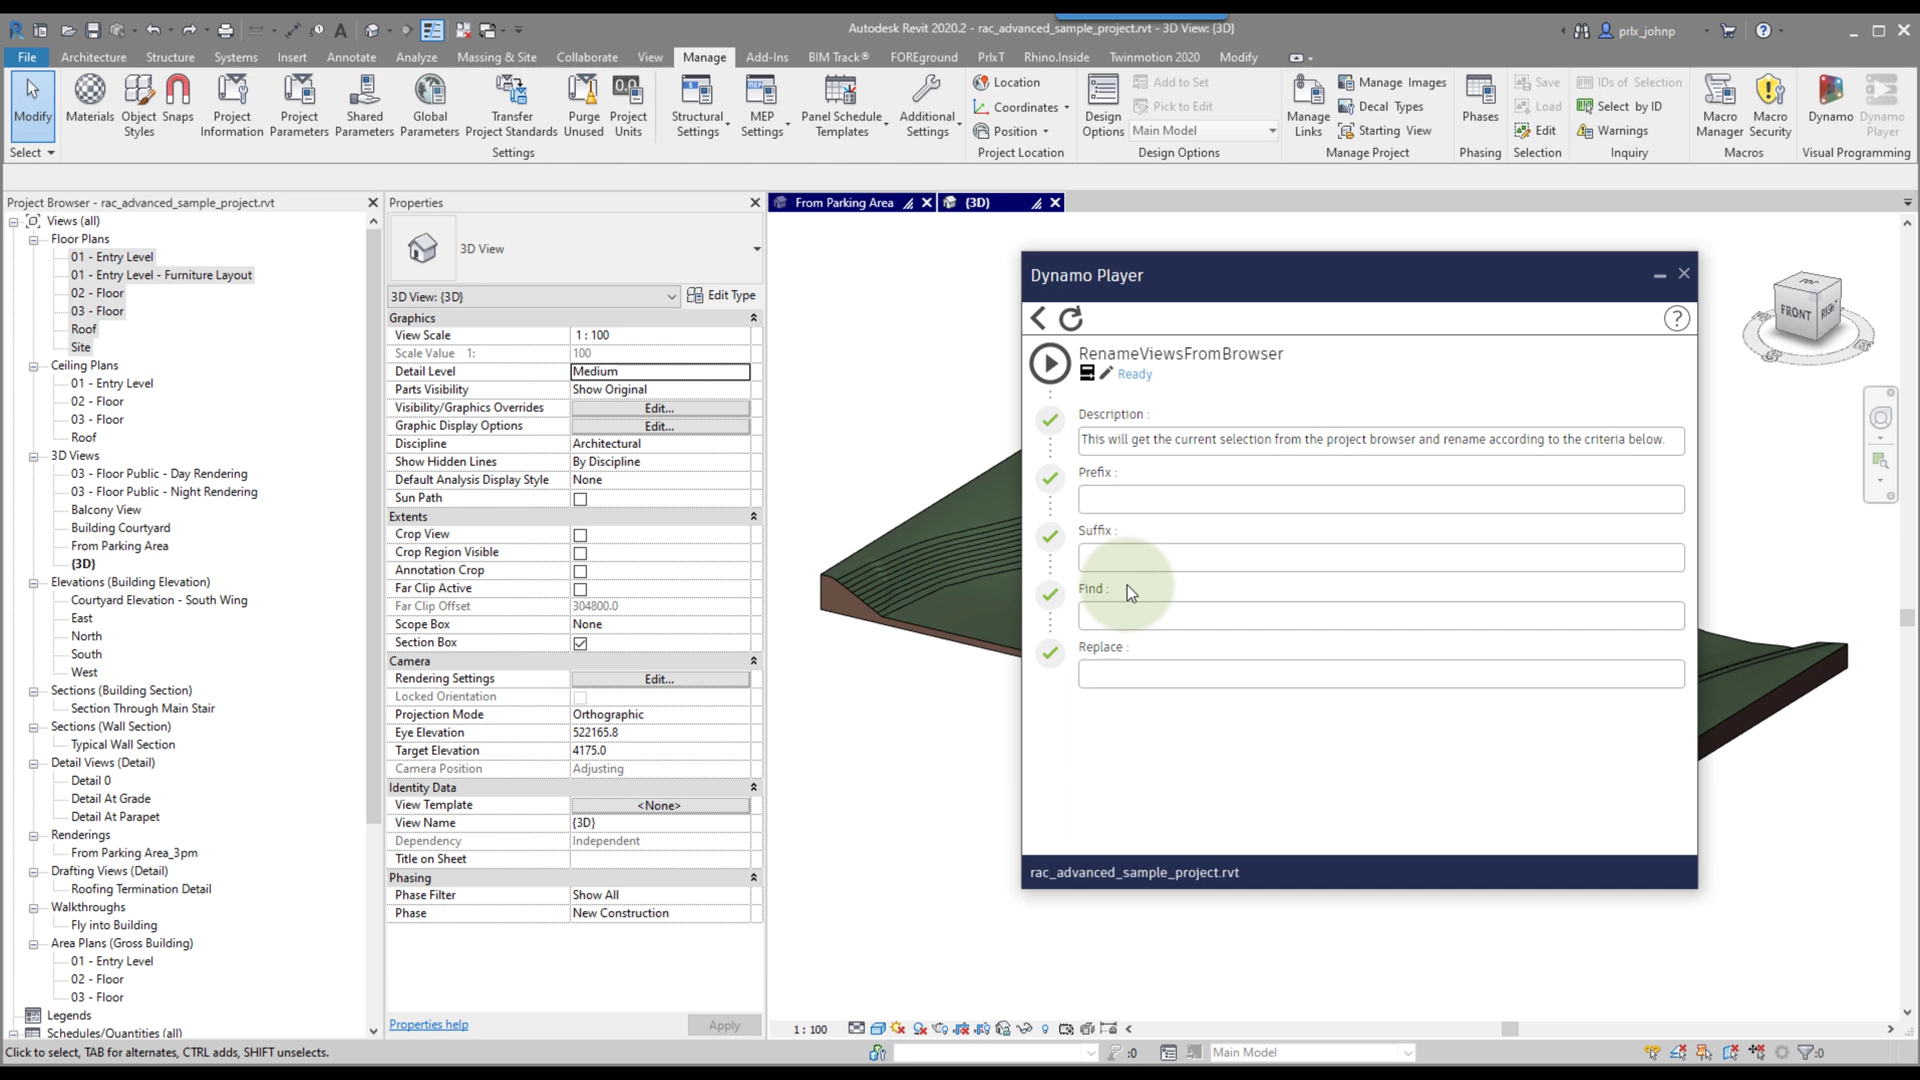 Autodesk Revit 2020.2 - rac_advanced_sample_project.rvt - 3D View: {3D}
prlx_johnp
File Architecture Structure Systems Insert Annotate Analyze Massing & Site Collaborate View Manage Add-Ins BIM Track® FOREground PrlxT Rhino.Inside Twinmotion 2020 Modify
Modify
Materials
Object Styles
Snaps
Project Information
Project Parameters
Shared Parameters
Global Parameters
Transfer Project Standards
Purge Unused
Project Units
Structural Settings
MEP Settings
Panel Schedule Templates
Additional Settings
Location
Coordinates
Position
Design Options
Add to Set
Pick to Edit
Main Model
Manage Links
Manage Images
Decal Types
Starting View
Phases
Save
Load
Edit
IDs of Selection
Select by ID
Warnings
Macro Manager
Macro Security
Dynamo
Dynamo Player
Select Settings Project Location Design Options Manage Project Phasing Selection Inquiry Macros Visual Programming
Project Browser - rac_advanced_sample_project.rvt
Views (all)
Floor Plans
01 - Entry Level
01 - Entry Level - Furniture Layout
02 - Floor
03 - Floor
Roof
Site
Ceiling Plans
01 - Entry Level
02 - Floor
03 - Floor
Roof
3D Views
03 - Floor Public - Day Rendering
03 - Floor Public - Night Rendering
Balcony View
Building Courtyard
From Parking Area
{3D}
Elevations (Building Elevation)
Courtyard Elevation - South Wing
East
North
South
West
Sections (Building Section)
Section Through Main Stair
Sections (Wall Section)
Typical Wall Section
Detail Views (Detail)
Detail 0
Detail At Grade
Detail At Parapet
Renderings
From Parking Area_3pm
Drafting Views (Detail)
Roofing Termination Detail
Walkthroughs
Fly into Building
Area Plans (Gross Building)
01 - Entry Level
02 - Floor
03 - Floor
Legends
Schedules/Quantities (all)
Properties
3D View
3D View: {3D} Edit Type
Graphics
View Scale 1 : 100
Scale Value 1: 100
Detail Level Medium
Parts Visibility Show Original
Visibility/Graphics Overrides Edit...
Graphic Display Options Edit...
Discipline Architectural
Show Hidden Lines By Discipline
Default Analysis Display Style None
Sun Path
Extents
Crop View
Crop Region Visible
Annotation Crop
Far Clip Active
Far Clip Offset 304800.0
Scope Box None
Section Box
Camera
Rendering Settings Edit...
Locked Orientation
Projection Mode Orthographic
Eye Elevation 522165.8
Target Elevation 4175.0
Camera Position Adjusting
Identity Data
View Template <None>
View Name {3D}
Dependency Independent
Title on Sheet
Phasing
Phase Filter Show All
Phase New Construction
Properties help Apply
From Parking Area {3D}
TOP
FRONT
RIGHT
Dynamo Player
RenameViewsFromBrowser
Ready
Description :
This will get the current selection from the project browser and rename according to the criteria below.
Prefix :
Suffix :
Find :
Replace :
rac_advanced_sample_project.rvt
1 : 100
Click to select, TAB for alternates, CTRL adds, SHIFT unselects.
:0
Main Model
:0